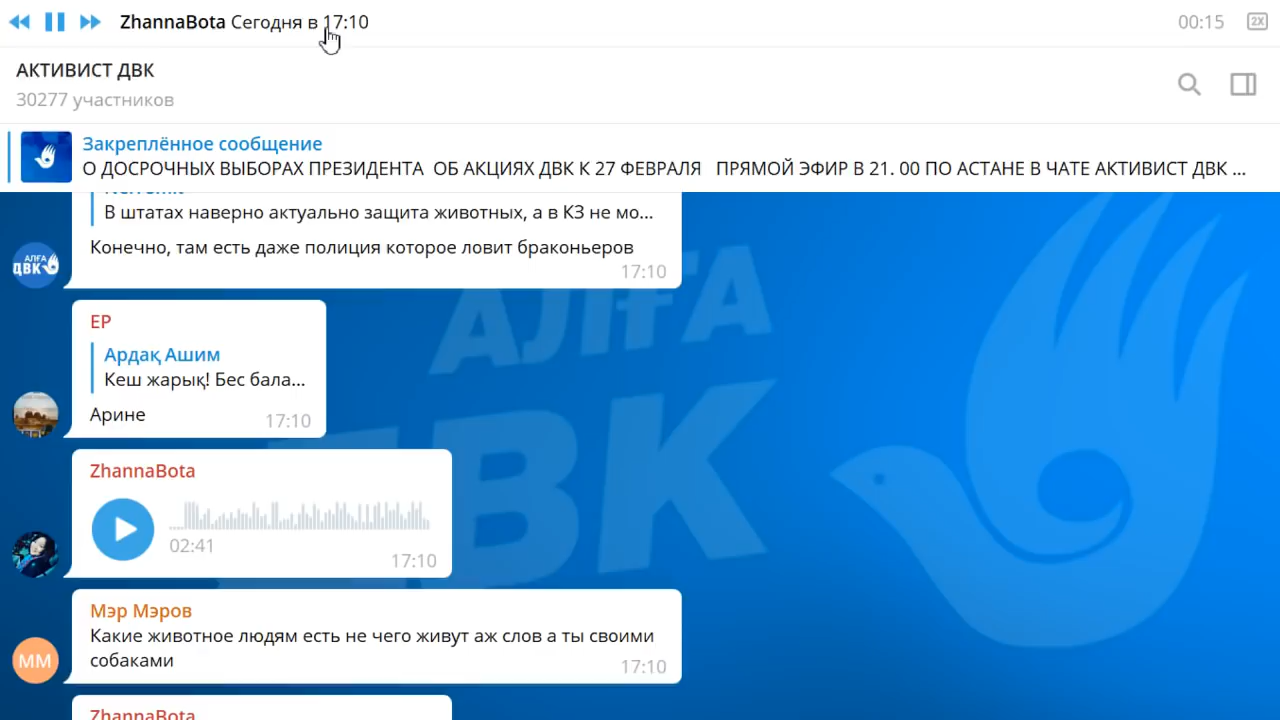 ZhannaBota Сегодня в 17:10
00:15
2X
АКТИВИСТ ДВК
30277 участников
Закреплённое сообщение
О ДОСРОЧНЫХ ВЫБОРАХ ПРЕЗИДЕНТА ОБ АКЦИЯХ ДВК К 27 ФЕВРАЛЯ ПРЯМОЙ ЭФИР В 21. 00 ПО АСТАНЕ В ЧАТЕ АКТИВИСТ ДВК ...
В штатах наверно актуально защита животных, а в КЗ не мо...
Конечно, там есть даже полиция которое ловит браконьеров
17:10
АЛҒА
ДВК
EP
Ардақ Ашим
Кеш жарық! Бес бала...
Арине
17:10
ZhannaBota
02:41
17:10
Мэр Мэров
Какие животное людям есть не чего живут аж слов а ты своими
собаками
17:10
ММ
ZhannaBota
АЛҒА
ДВК